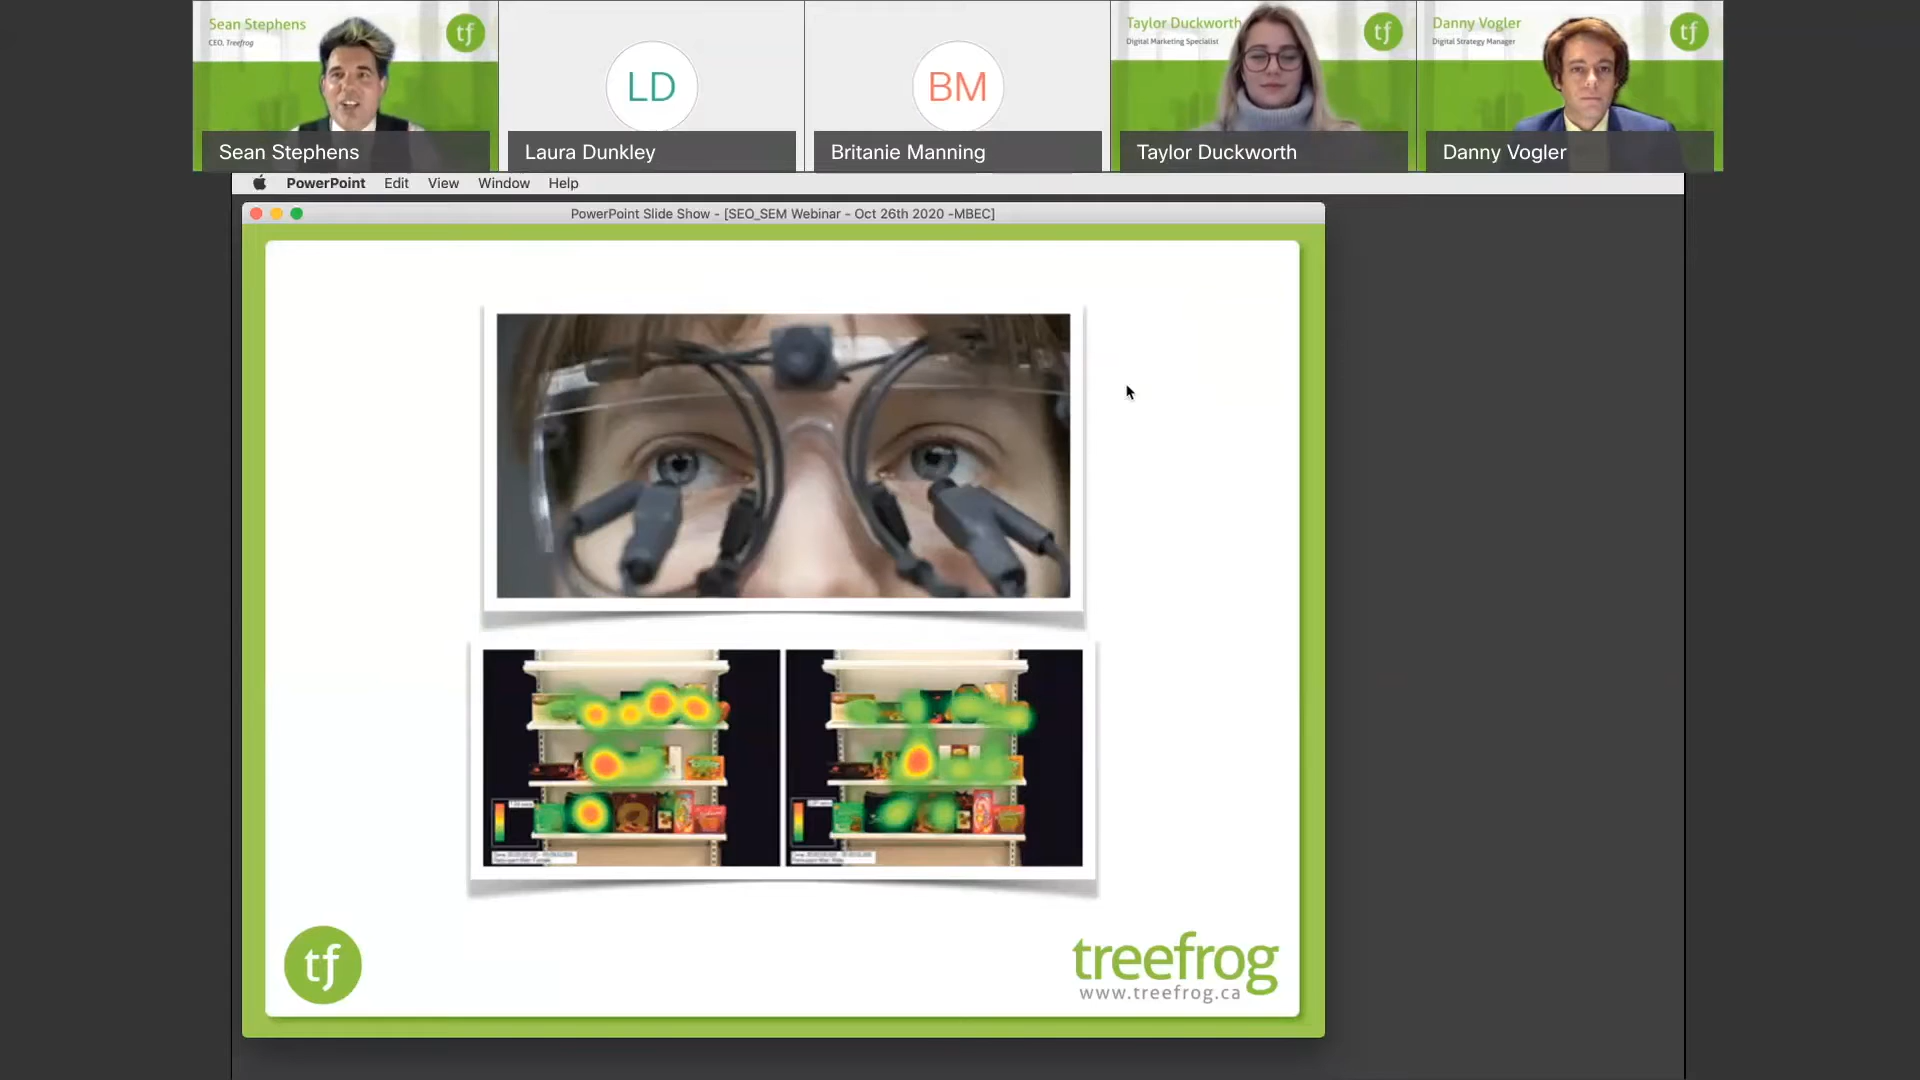 Sean Stephens
CEO, Treefrog
tf
LD
BM
Taylor Duckworth
Digital Marketing Specialist
tf
Danny Vogler
Digital Strategy Manager
tf
Sean Stephens
Laura Dunkley
Britanie Manning
Taylor Duckworth
Danny Vogler
PowerPoint Edit View Window Help
PowerPoint Slide Show - [SEO_SEM Webinar - Oct 26th 2020 -MBEC]
tf
treefrog
www.treefrog.ca